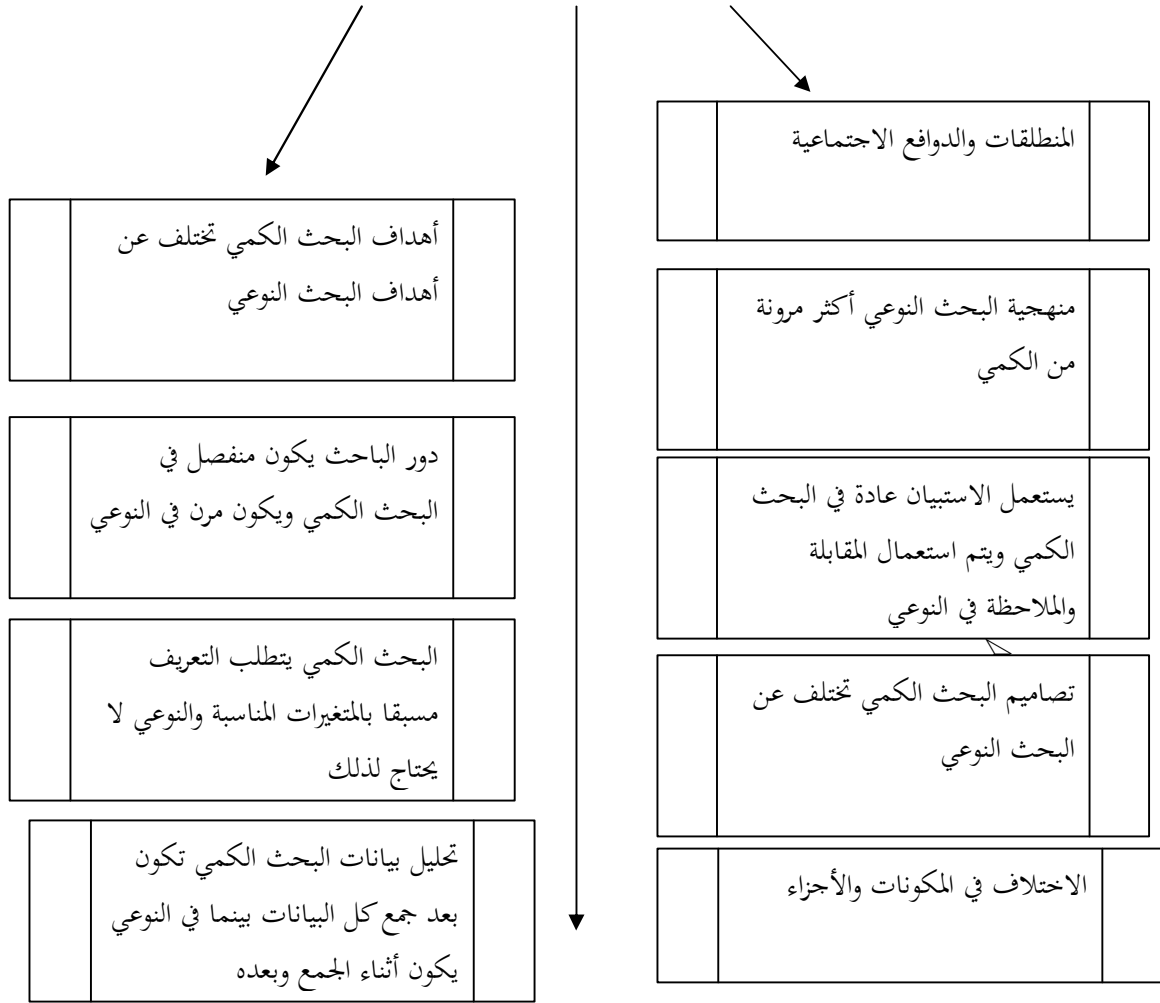 المنطلقات والدوافع الاجتماعية
منهجية البحث النوعي أكثر مرونة
من الكمي
يستعمل الاستبيان عادة في البحث
الكمي ويتم استعمال المقابلة
والملاحظة في النوعي
تصاميم البحث الكمي تختلف عن
البحث النوعي
الاختلاف في المكونات والأجزاء
أهداف البحث الكمي تختلف عن
أهداف البحث النوعي
دور الباحث يكون منفصل في
البحث الكمي ويكون مرن في النوعي
البحث الكمي يتطلب التعريف
مسبقا بالمتغيرات المناسبة والنوعي لا
يحتاج لذلك
تحليل بيانات البحث الكمي تكون
بعد جمع كل البيانات بينما في النوعي
يكون أثناء الجمع وبعده